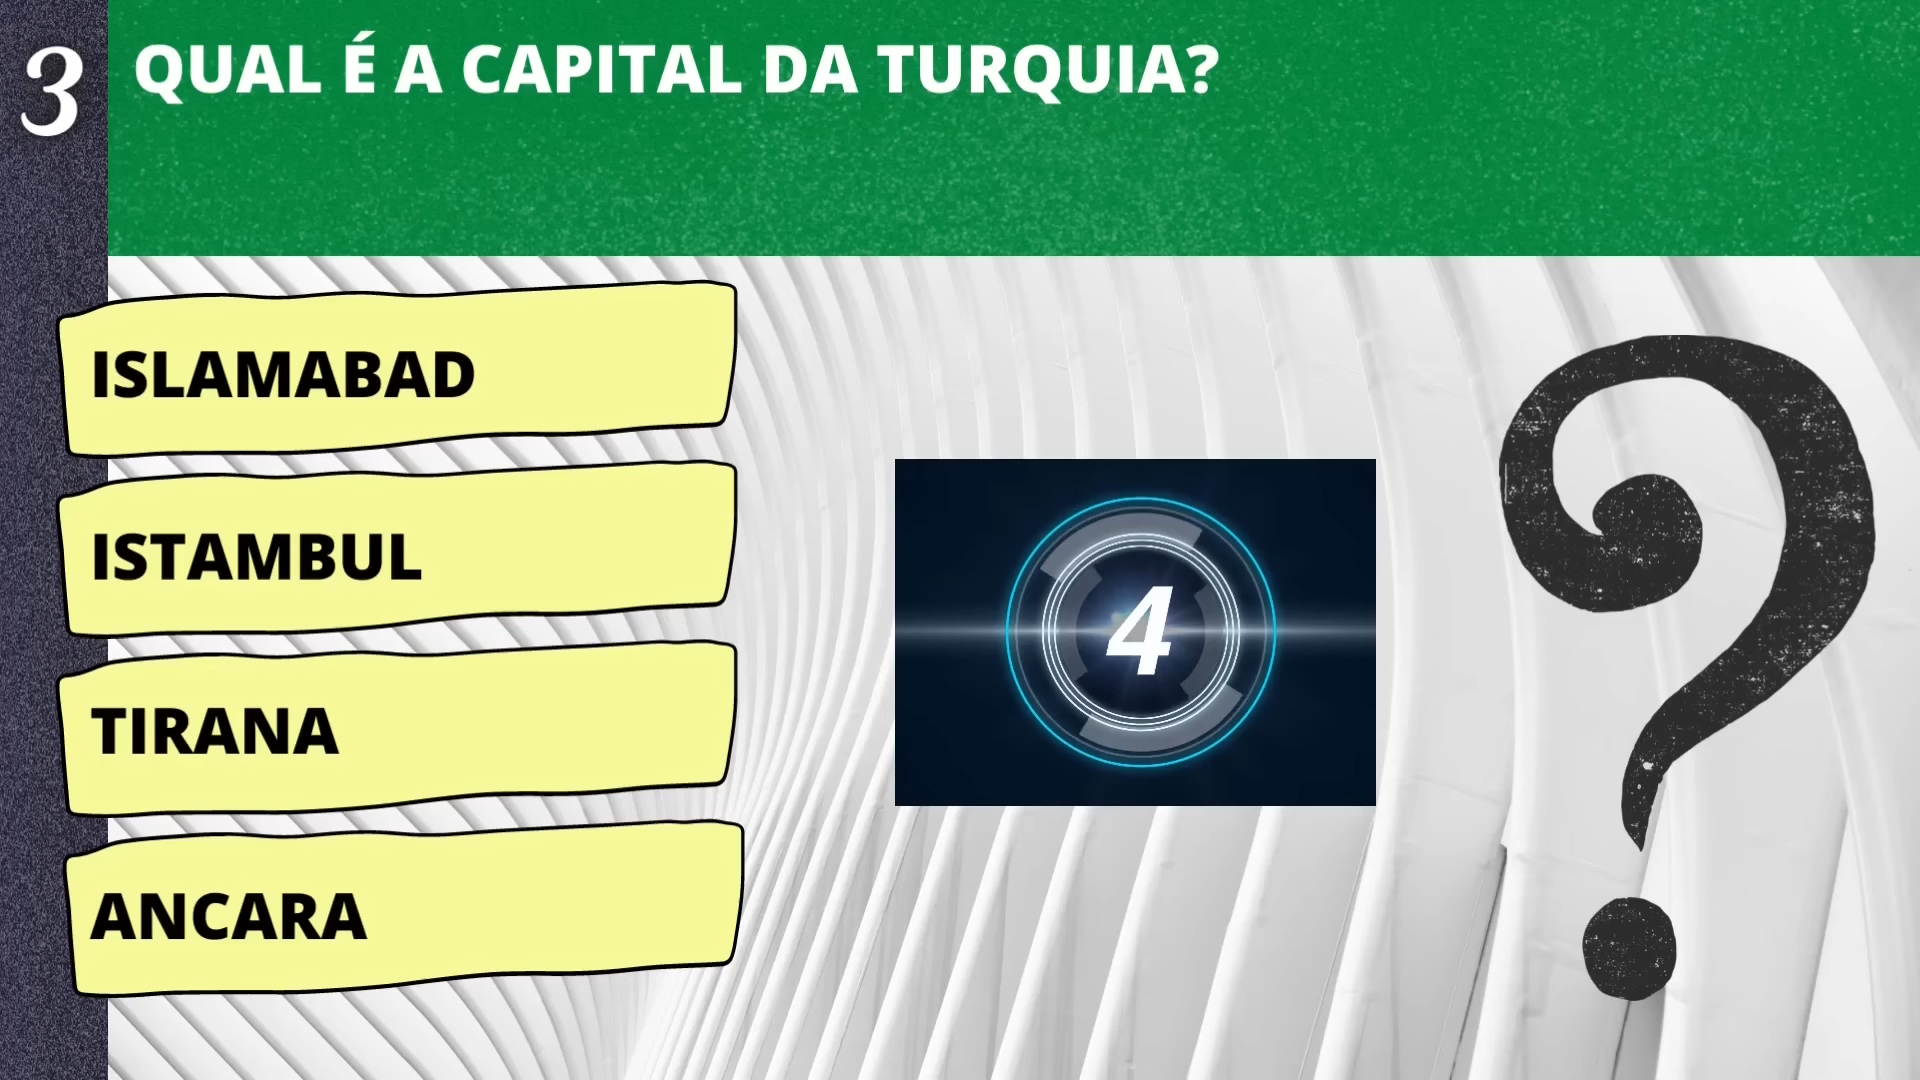 3
QUAL É A CAPITAL DA TURQUIA?
ISLAMABAD
ISTAMBUL
TIRANA
ANCARA
4